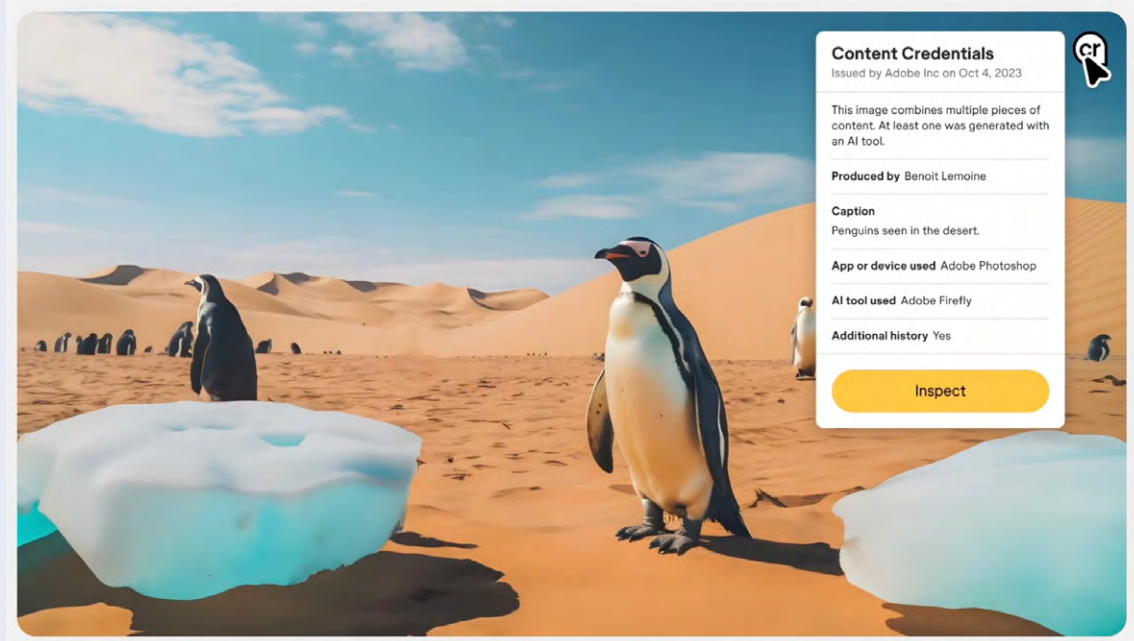 cr
Content Credentials
Issued by Adobe Inc on Oct 4, 2023
This image combines multiple pieces of
content. At least one was generated with
an AI tool.
Produced by Benoit Lemoine
Caption
Penguins seen in the desert.
App or device used Adobe Photoshop
AI tool used Adobe Firefly
Additional history Yes
Inspect